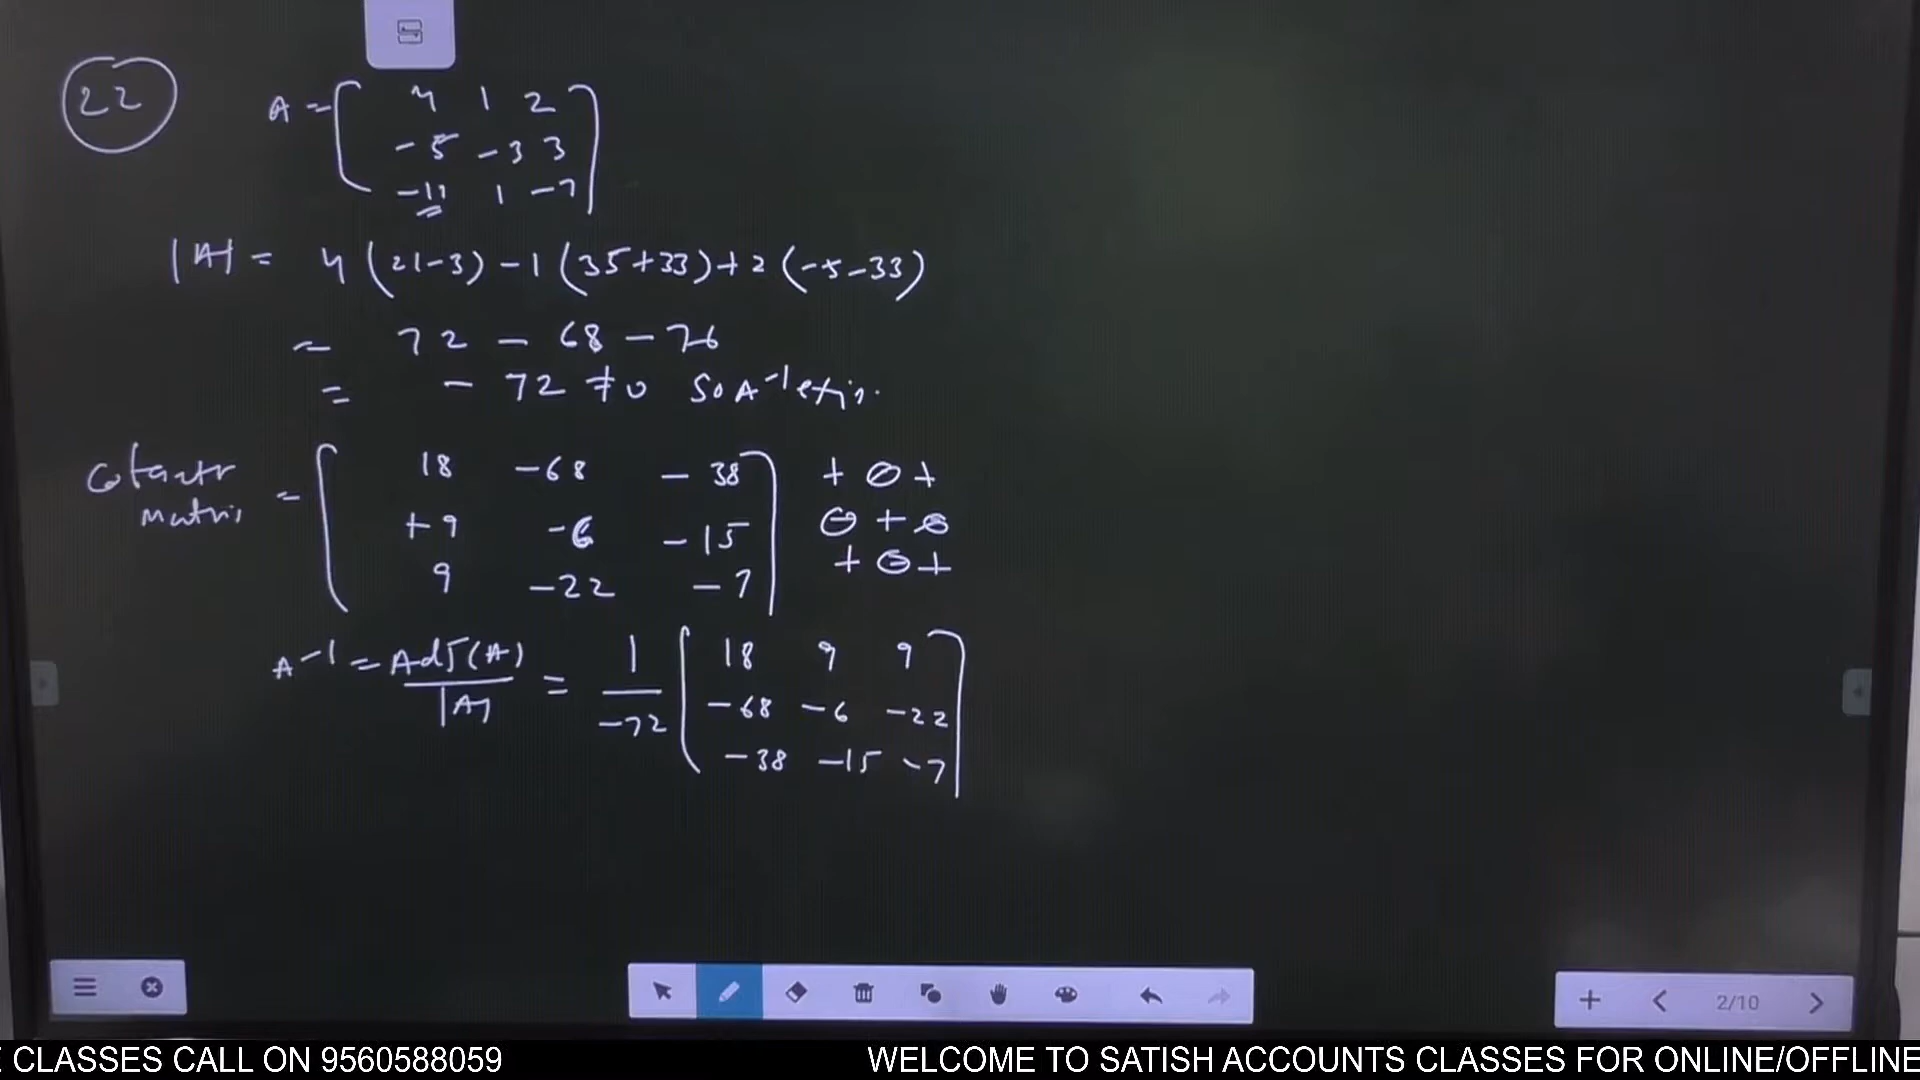 22
A = [ 4 1 2
-5 -3 3
-11 1 -7 ]
|A| = 4 (21-3) -1 (35+33) +2 (-5-33)
= 72 - 68 - 76
= - 72 ≠ 0 So A⁻¹
Cofactor matrix = [ 18 -68 -38 + ⊖ +
+9 -6 -15 ⊖ + ⊖
9 -22 -7 ] + ⊖ +
A⁻¹ = Adj(A) / |A| = 1 / -72 [ 18 9 9
-68 -6 -22
-38 -15 -7 ]
2/10
CLASSES CALL ON 9560588059 WELCOME TO SATISH ACCOUNTS CLASSES FOR ONLINE/OFFLINE